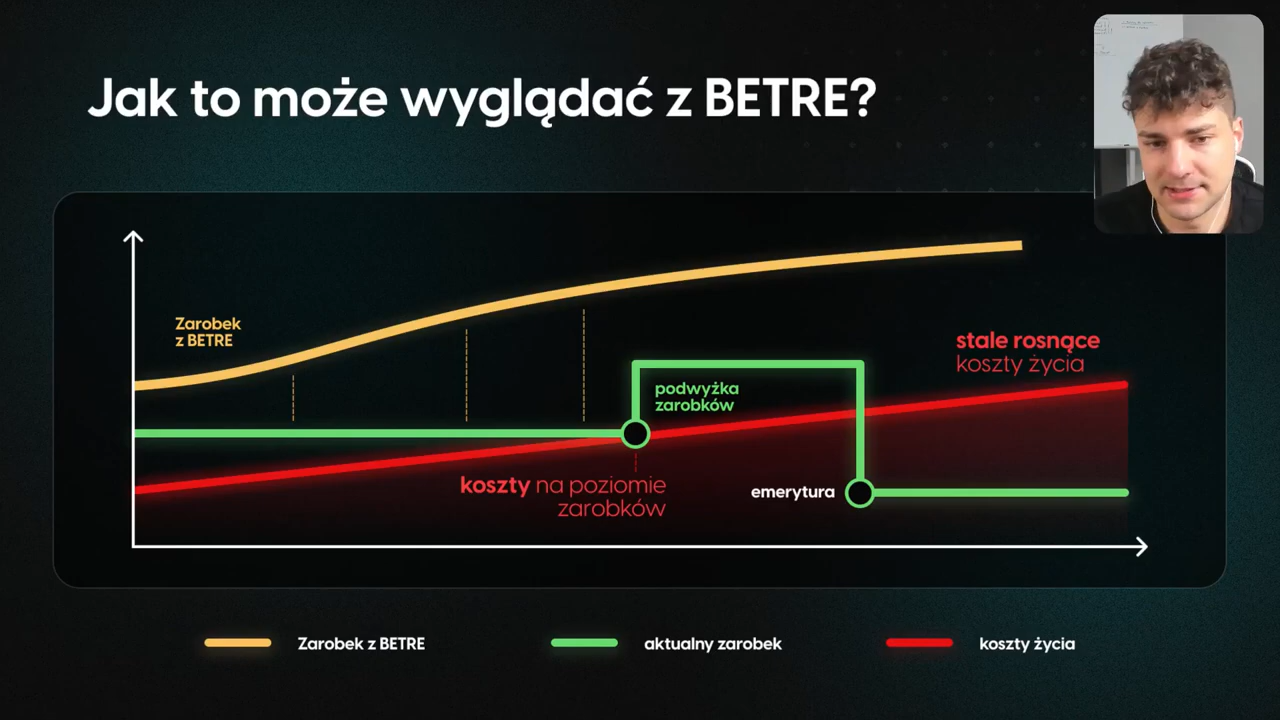 Jak to może wyglądać z BETRE?
Zarobek
z BETRE
stale rosnące
koszty życia
podwyżka
zarobków
koszty na poziomie
zarobków
emerytura
Zarobek z BETRE
aktualny zarobek
koszty życia